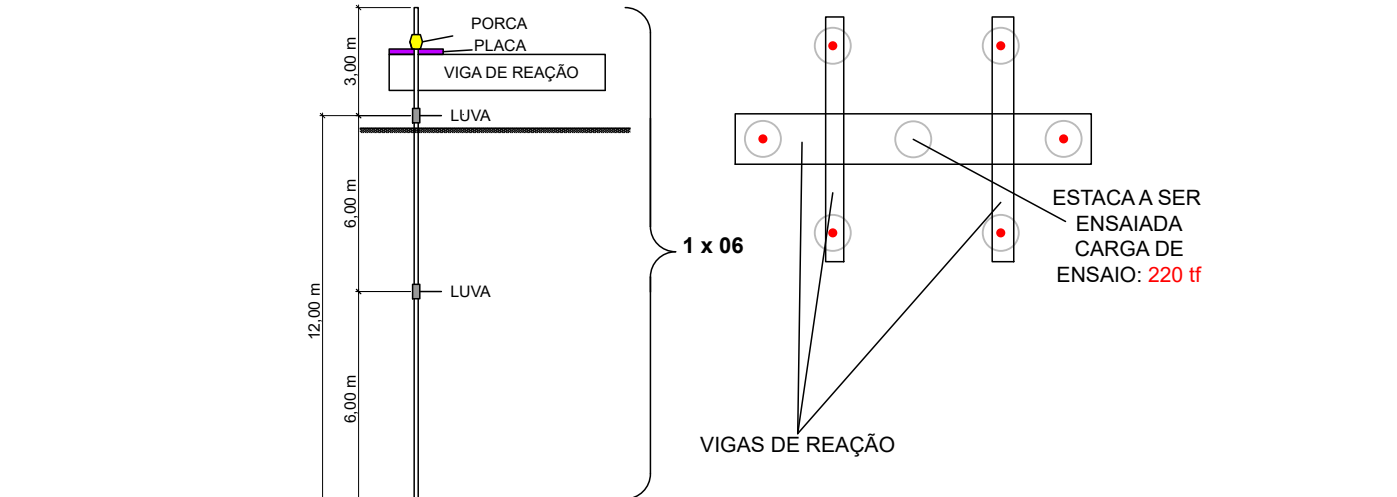 PORCA
PLACA
VIGA DE REAÇÃO
3,00 m
LUVA
6,00 m
1 x 06
LUVA
12,00 m
6,00 m
ESTACA A SER
ENSAIADA
CARGA DE
ENSAIO: 220 tf
VIGAS DE REAÇÃO